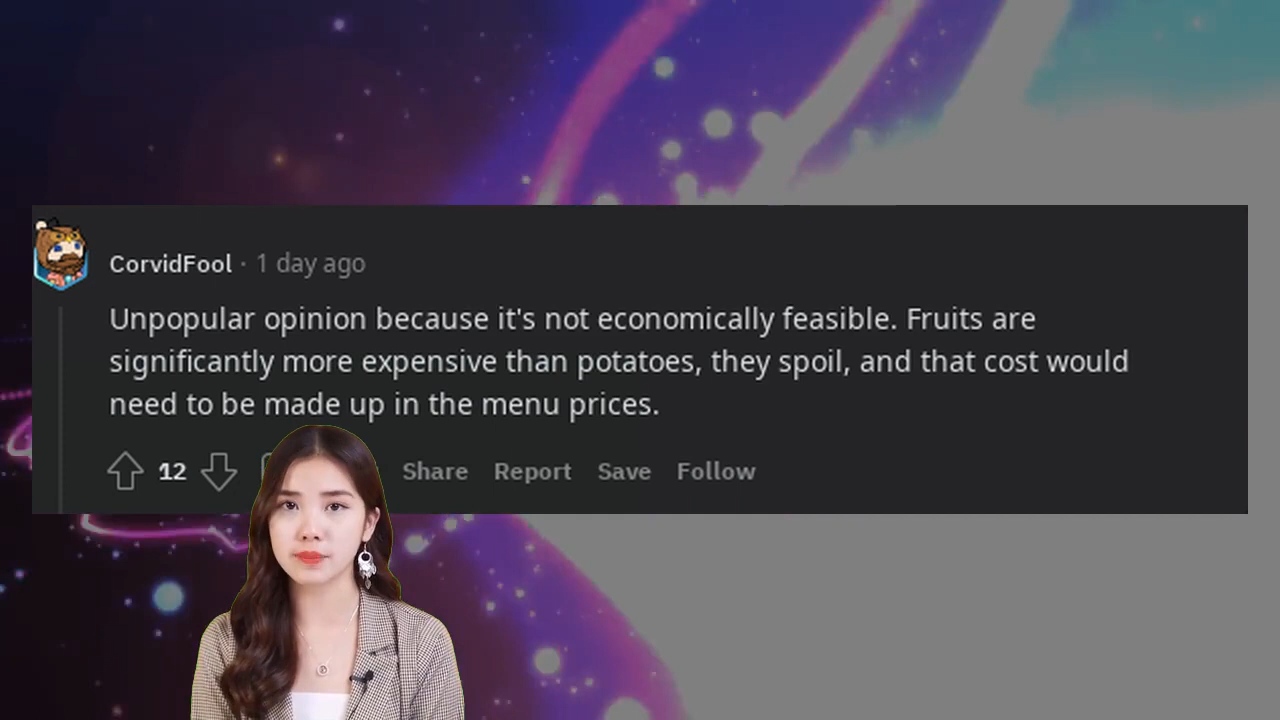 CorvidFool · 1 day ago
Unpopular opinion because it's not economically feasible. Fruits are
significantly more expensive than potatoes, they spoil, and that cost would
need to be made up in the menu prices.
12 Share Report Save Follow